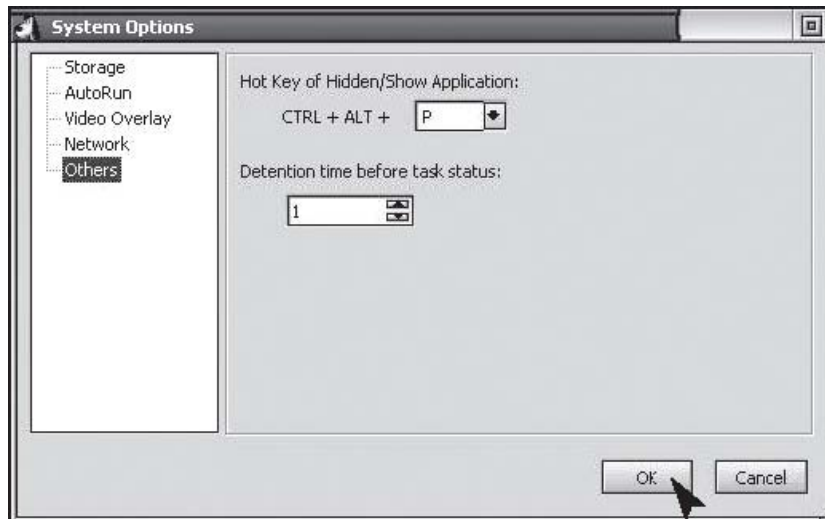 System Options
Storage
AutoRun
Video Overlay
Network
Others
Hot Key of Hidden/Show Application:
CTRL + ALT + P
Detention time before task status:
1
OK Cancel